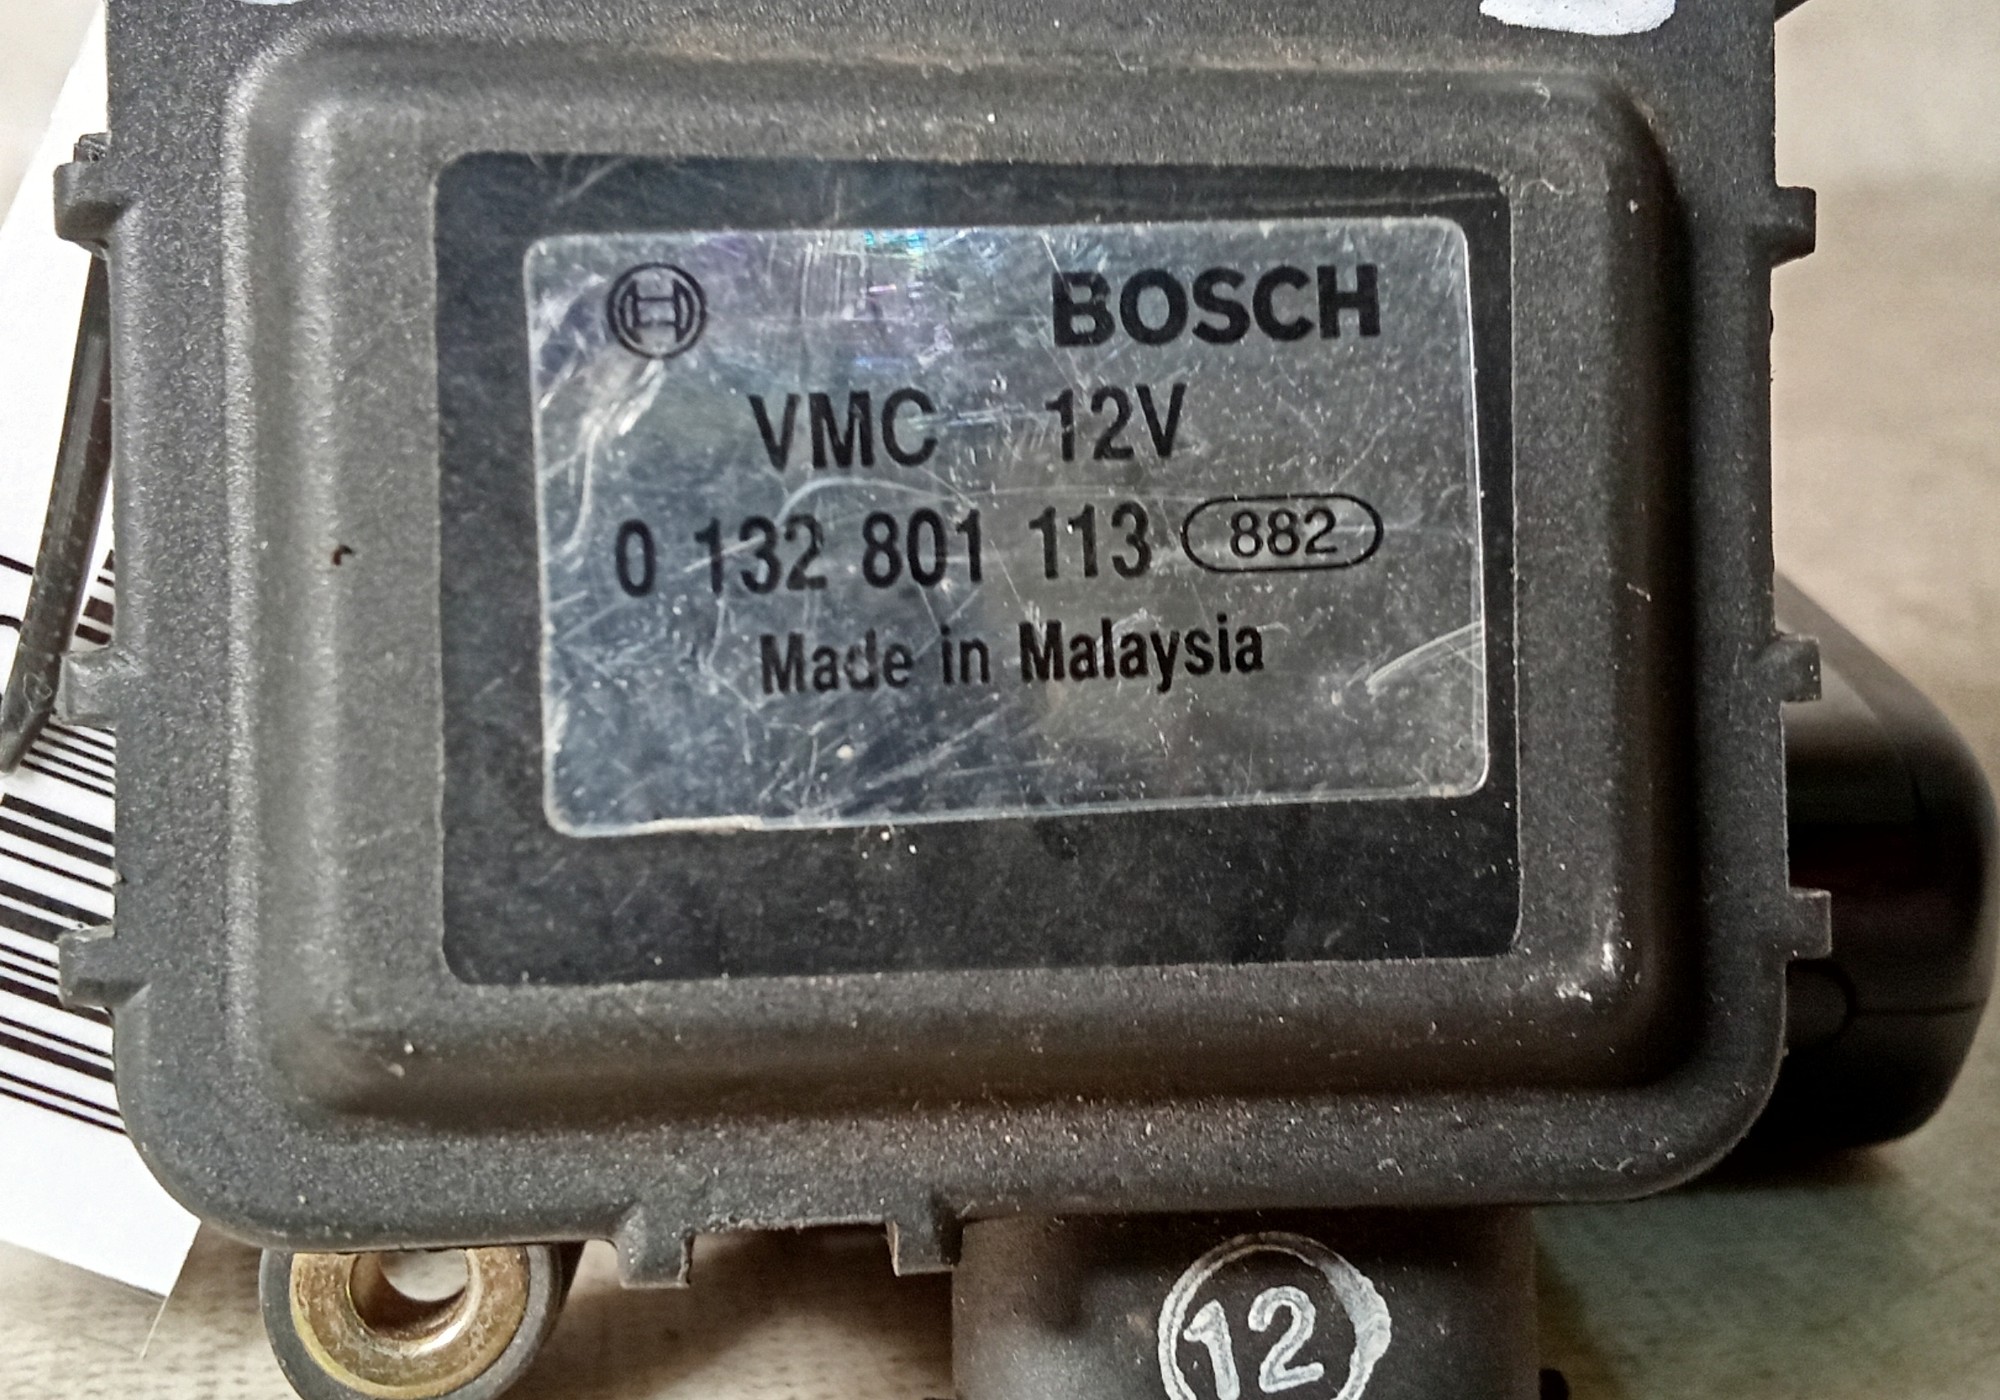 BOSCH
VMC 12V
0 132 801 113 882
Made in Malaysia
12